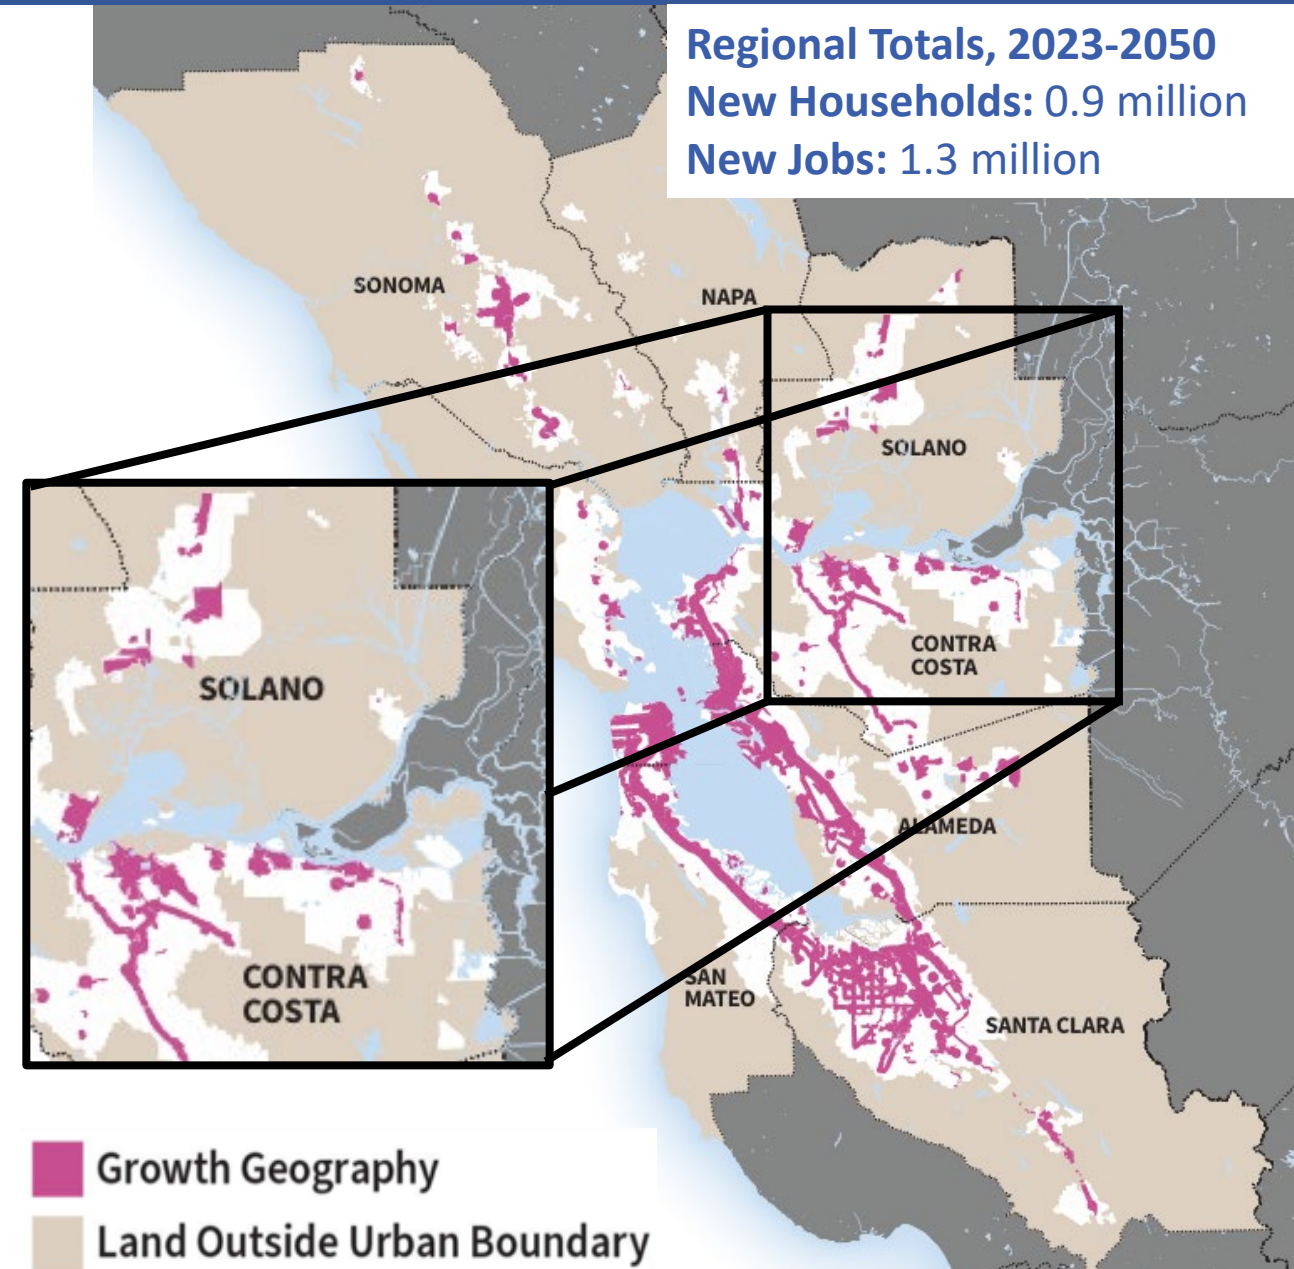 Regional Totals, 2023-2050
New Households: 0.9 million
New Jobs: 1.3 million
SONOMA
NAPA
SOLANO
CONTRA
COSTA
SOLANO
CONTRA
COSTA
ALAMEDA
SAN
MATEO
SANTA CLARA
Growth Geography
Land Outside Urban Boundary